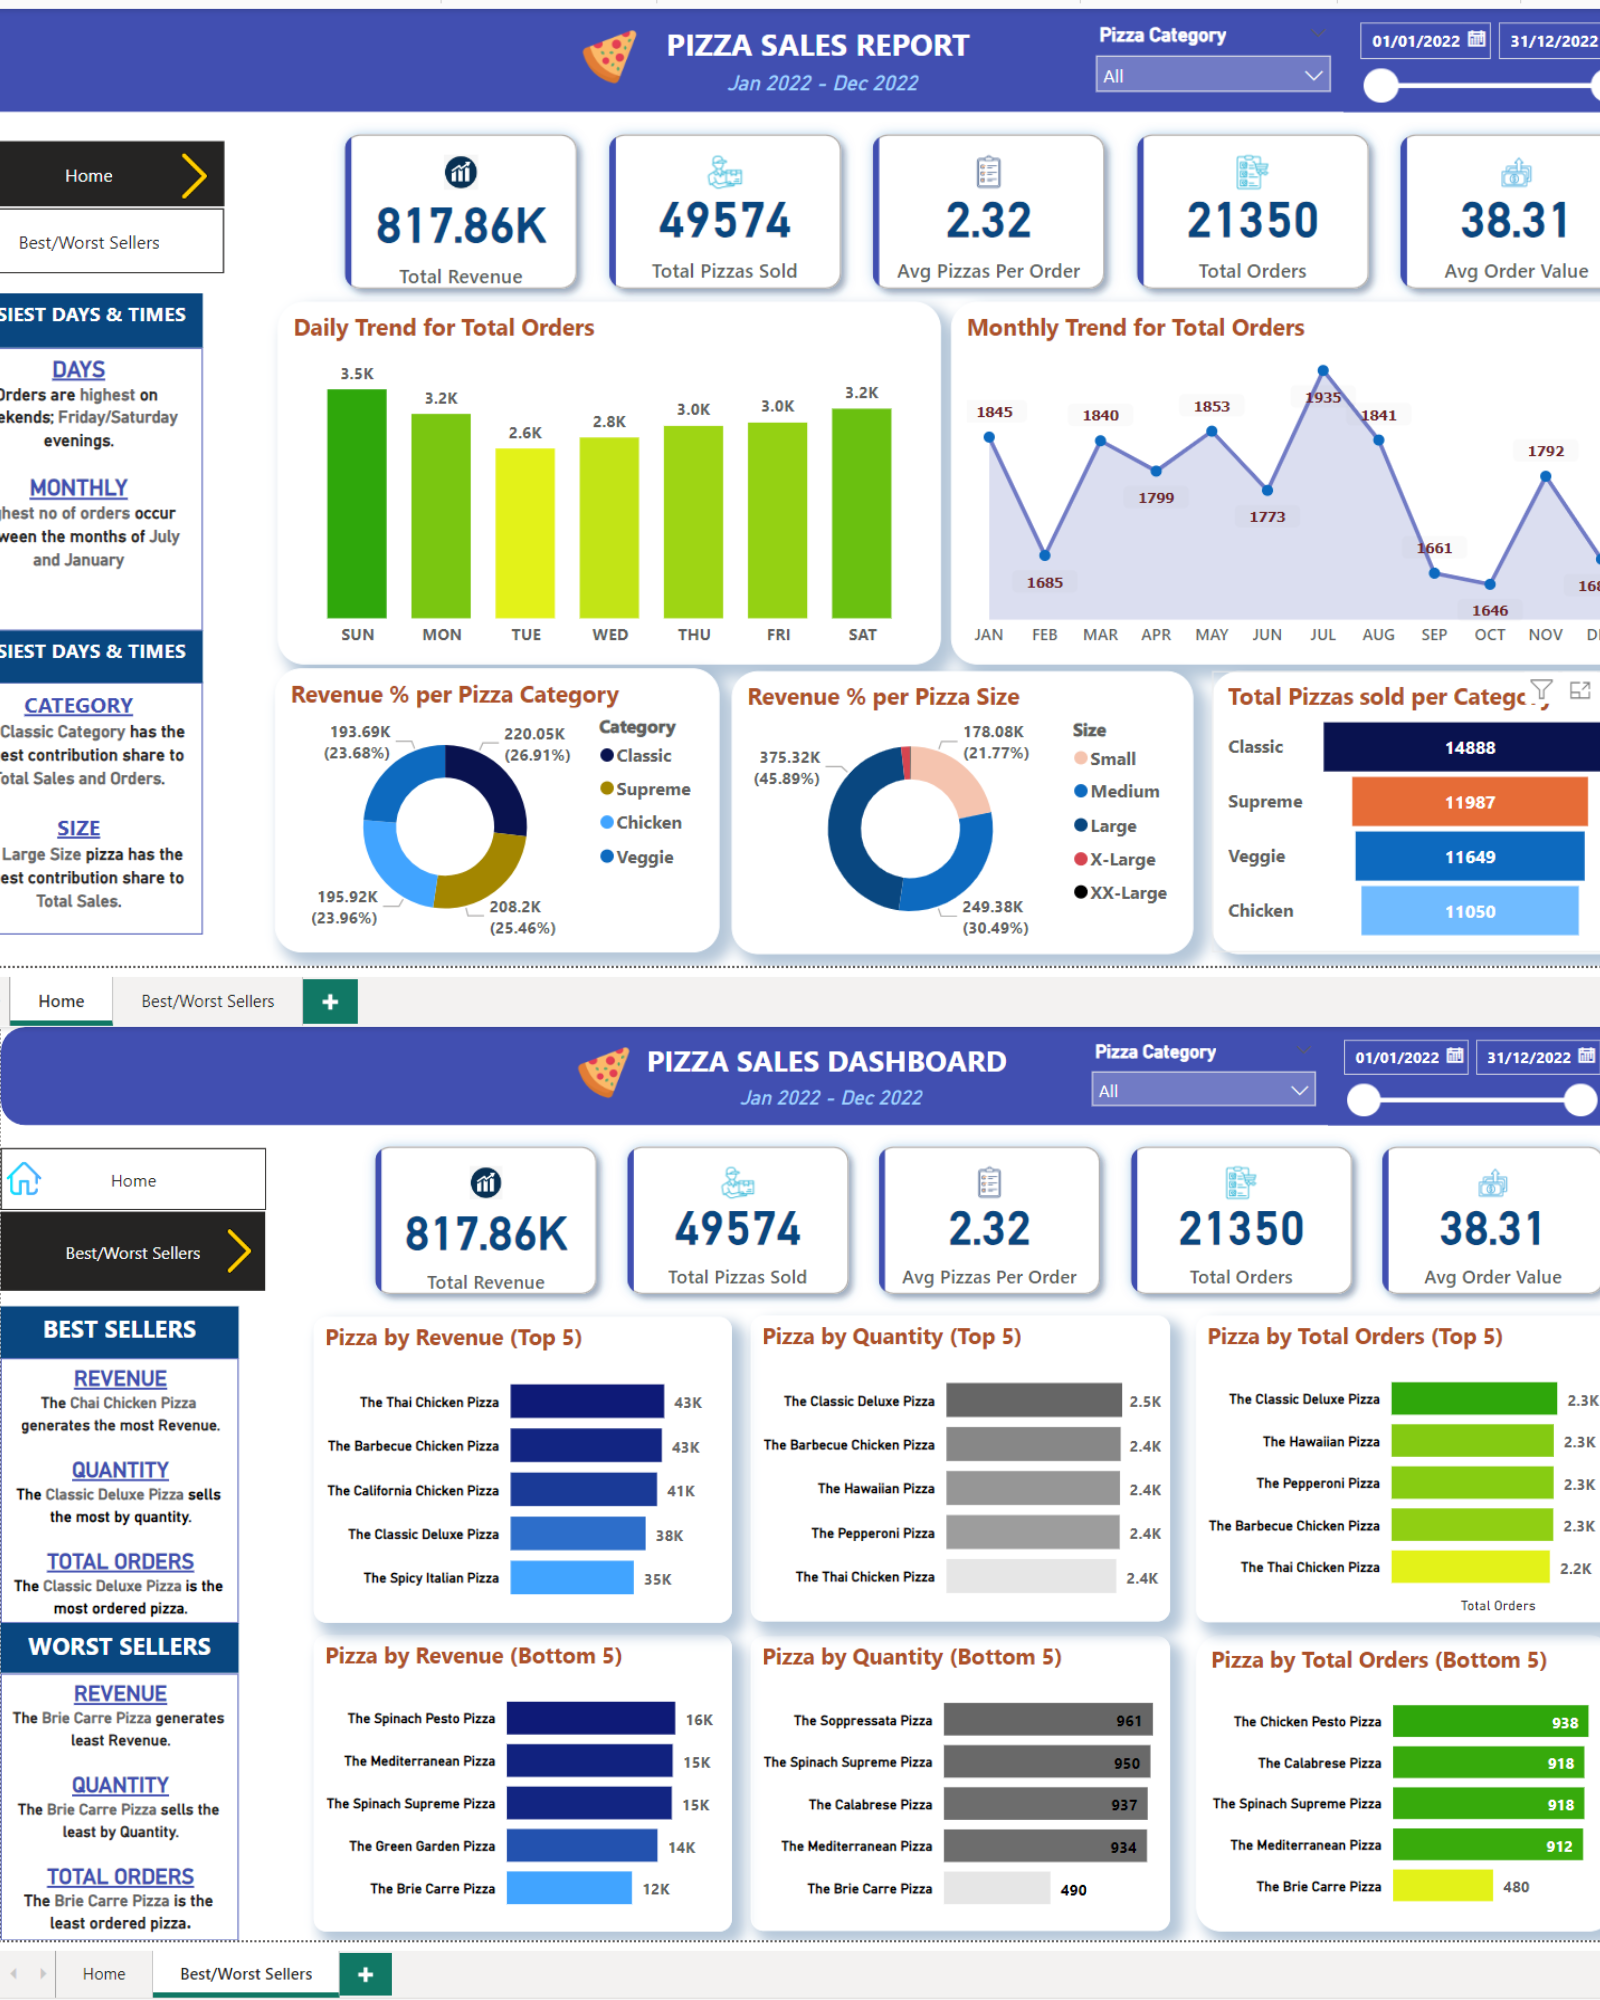 PIZZA SALES REPORT
Jan 2022 - Dec 2022
Pizza Category
All
01/01/2022
31/12/2022
Home
Best/Worst Sellers
817.86K
Total Revenue
49574
Total Pizzas Sold
2.32
Avg Pizzas Per Order
21350
Total Orders
38.31
Avg Order Value
SIEST DAYS & TIMES
DAYS
Orders are highest on
ekends; Friday/Saturday
evenings.
MONTHLY
ghest no of orders occur
ween the months of July
and January
SIEST DAYS & TIMES
CATEGORY
Classic Category has the
est contribution share to
Total Sales and Orders.
SIZE
Large Size pizza has the
est contribution share to
Total Sales.
Daily Trend for Total Orders
3.5K
3.2K
2.6K
2.8K
3.0K
3.0K
3.2K
SUN
MON
TUE
WED
THU
FRI
SAT
Monthly Trend for Total Orders
1845
1685
1840
1799
1853
1773
1935
1841
1661
1646
1792
168
JAN
FEB
MAR
APR
MAY
JUN
JUL
AUG
SEP
OCT
NOV
Revenue % per Pizza Category
193.69K
(23.68%)
220.05K
(26.91%)
195.92K
(23.96%)
208.2K
(25.46%)
Category
Classic
Supreme
Chicken
Veggie
Revenue % per Pizza Size
375.32K
(45.89%)
178.08K
(21.77%)
249.38K
(30.49%)
Size
Small
Medium
Large
X-Large
XX-Large
Total Pizzas sold per Catego
Classic
14888
Supreme
11987
Veggie
11649
Chicken
11050
Home
Best/Worst Sellers
+
PIZZA SALES DASHBOARD
Jan 2022 - Dec 2022
Pizza Category
All
01/01/2022
31/12/2022
Home
Best/Worst Sellers
817.86K
Total Revenue
49574
Total Pizzas Sold
2.32
Avg Pizzas Per Order
21350
Total Orders
38.31
Avg Order Value
BEST SELLERS
REVENUE
The Chai Chicken Pizza
generates the most Revenue.
QUANTITY
The Classic Deluxe Pizza sells
the most by quantity.
TOTAL ORDERS
The Classic Deluxe Pizza is the
most ordered pizza.
WORST SELLERS
REVENUE
The Brie Carre Pizza generates
least Revenue.
QUANTITY
The Brie Carre Pizza sells the
least by Quantity.
TOTAL ORDERS
The Brie Carre Pizza is the
least ordered pizza.
Pizza by Revenue (Top 5)
The Thai Chicken Pizza 43K
The Barbecue Chicken Pizza 43K
The California Chicken Pizza 41K
The Classic Deluxe Pizza 38K
The Spicy Italian Pizza 35K
Pizza by Quantity (Top 5)
The Classic Deluxe Pizza 2.5K
The Barbecue Chicken Pizza 2.4K
The Hawaiian Pizza 2.4K
The Pepperoni Pizza 2.4K
The Thai Chicken Pizza 2.4K
Pizza by Total Orders (Top 5)
The Classic Deluxe Pizza 2.3K
The Hawaiian Pizza 2.3K
The Pepperoni Pizza 2.3K
The Barbecue Chicken Pizza 2.3K
The Thai Chicken Pizza 2.2K
Total Orders
Pizza by Revenue (Bottom 5)
The Spinach Pesto Pizza 16K
The Mediterranean Pizza 15K
The Spinach Supreme Pizza 15K
The Green Garden Pizza 14K
The Brie Carre Pizza 12K
Pizza by Quantity (Bottom 5)
The Soppressata Pizza 961
The Spinach Supreme Pizza 950
The Calabrese Pizza 937
The Mediterranean Pizza 934
The Brie Carre Pizza 490
Pizza by Total Orders (Bottom 5)
The Chicken Pesto Pizza 938
The Calabrese Pizza 918
The Spinach Supreme Pizza 918
The Mediterranean Pizza 912
The Brie Carre Pizza 480
Home
Best/Worst Sellers
+